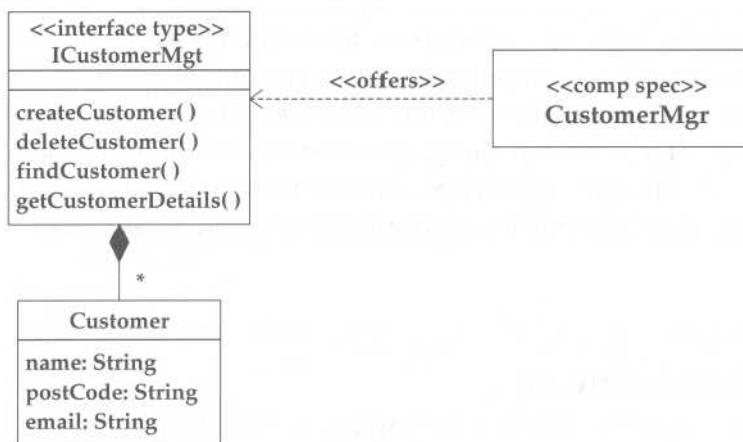 <<interface type>>
ICustomerMgt
createCustomer( )
deleteCustomer( )
findCustomer( )
getCustomerDetails( )
<<offers>>
<<comp spec>>
CustomerMgr
*
Customer
name: String
postCode: String
email: String